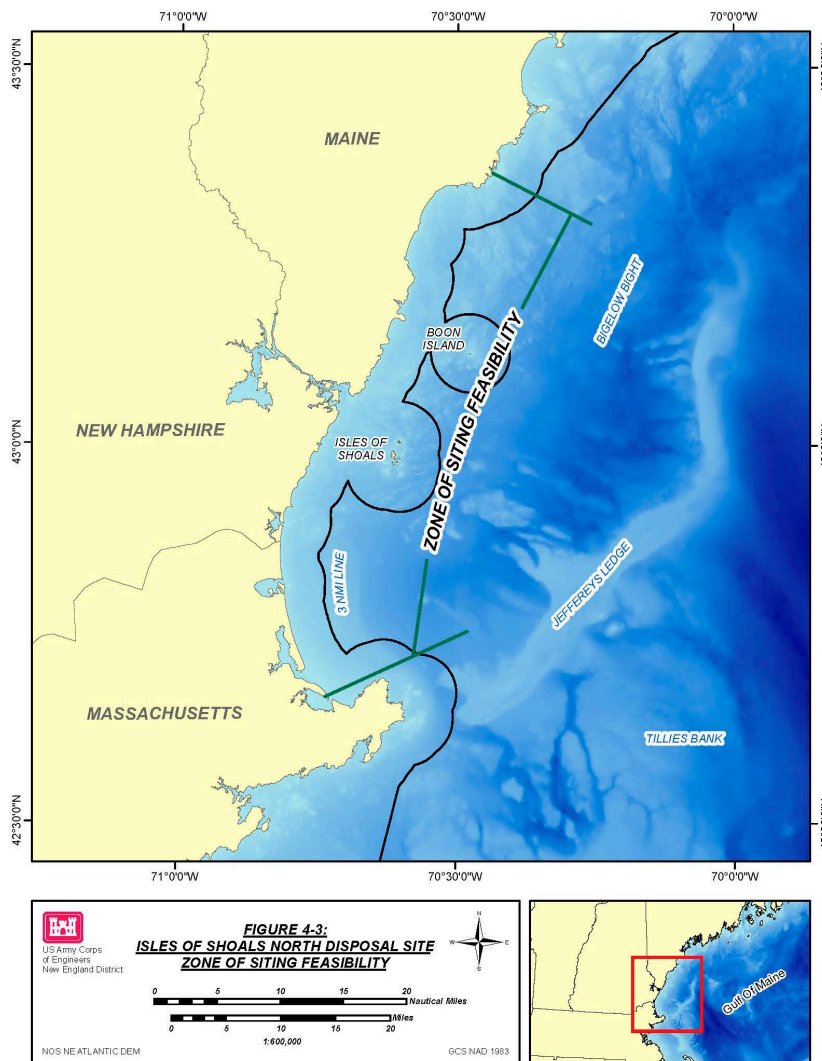 71°0'0"W
70°30'0"W
70°0'0"W
43°30'0"N
MAINE
BIGELOW BIGHT
BOON
ISLAND
ZONE OF SITING FEASIBILITY
NEW HAMPSHIRE
43°0'0"N
ISLES OF
SHOALS
3 NMI LINE
JEFFEREYS LEDGE
MASSACHUSETTS
TILLIES BANK
42°30'0"N
71°0'0"W
70°30'0"W
70°0'0"W
US Army Corps
of Engineers
New England District
FIGURE 4-3:
ISLES OF SHOALS NORTH DISPOSAL SITE
ZONE OF SITING FEASIBILITY
N
W
E
S
0 5 10 15 20
Nautical Miles
0 5 10 15 20
Miles
1:600,000
NOS NE ATLANTIC DEM
GCS NAD 1983
Gulf Of Maine